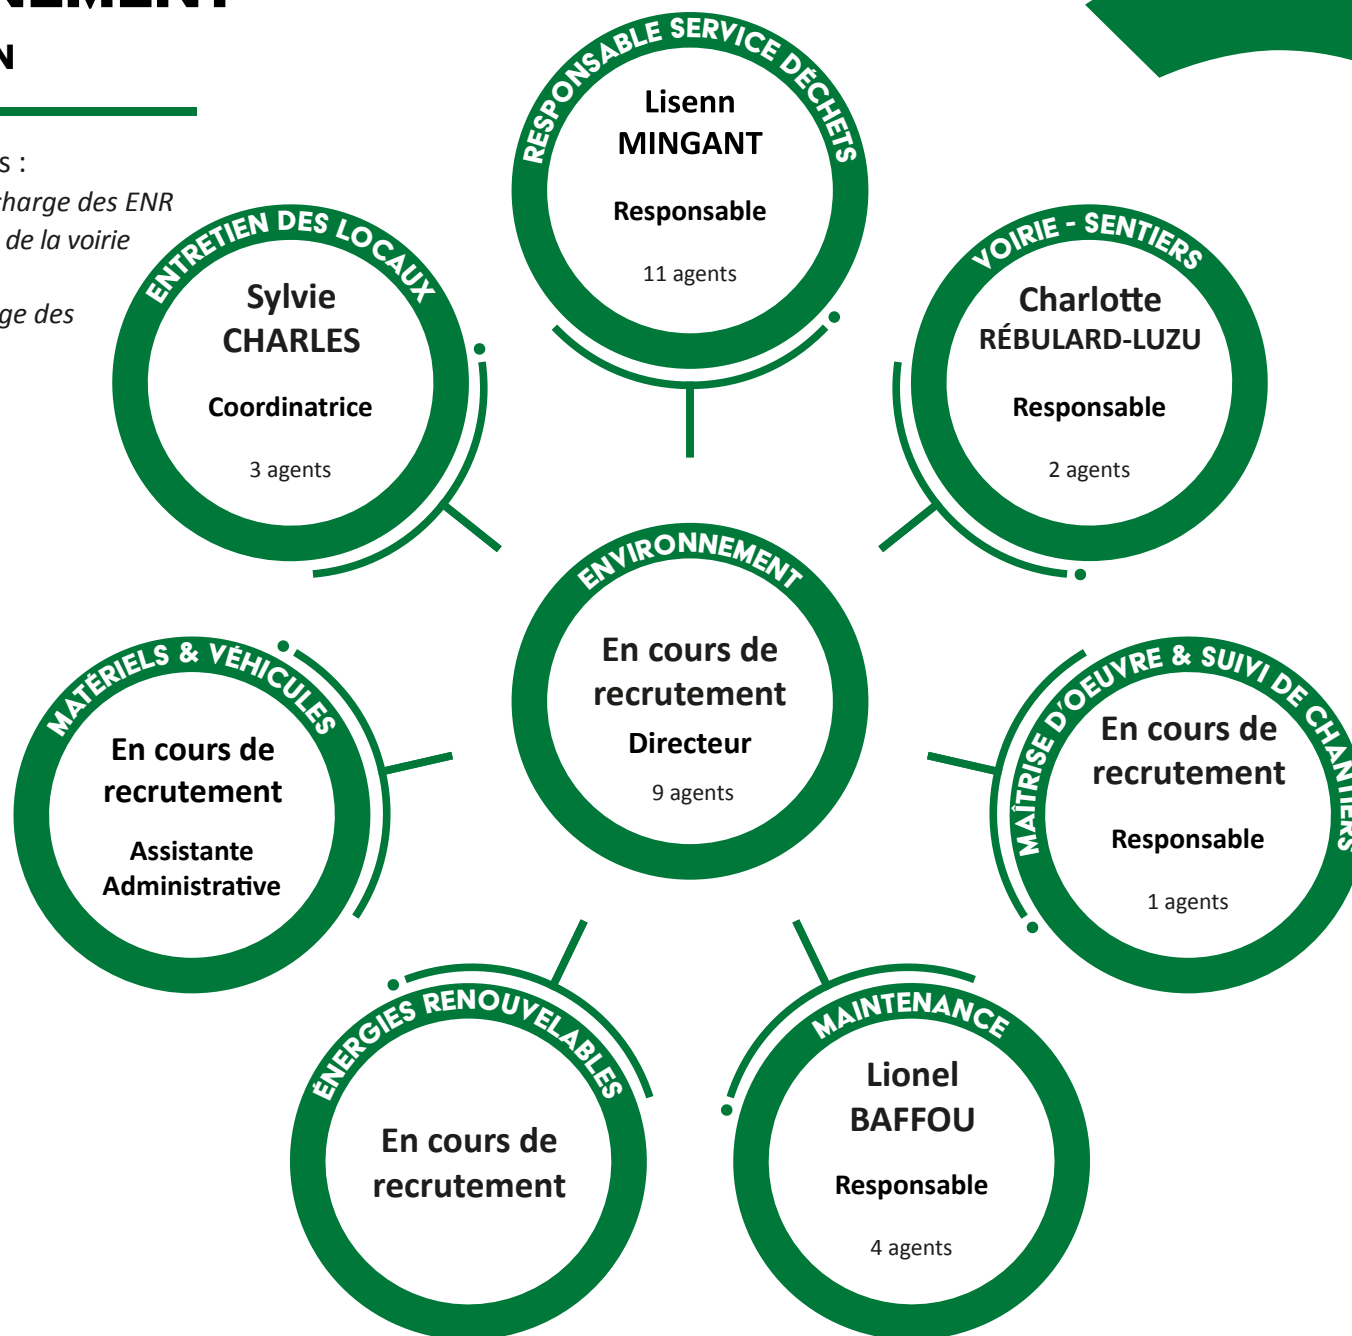 NEMENT
N
s :
charge des ENR
de la voirie
ge des
RESPONSABLE SERVICE DÉCHETS
Lisenn
MINGANT
Responsable
11 agents
ENTRETIEN DES LOCAUX
Sylvie
CHARLES
Coordinatrice
3 agents
VOIRIE - SENTIERS
Charlotte
RÉBULARD-LUZU
Responsable
2 agents
ENVIRONNEMENT
En cours de
recrutement
Directeur
9 agents
MATÉRIELS & VÉHICULES
En cours de
recrutement
Assistante
Administrative
MAÎTRISE D'OEUVRE & SUIVI DE CHANTIERS
En cours de
recrutement
Responsable
1 agents
ÉNERGIES RENOUVELABLES
En cours de
recrutement
MAINTENANCE
Lionel
BAFFOU
Responsable
4 agents